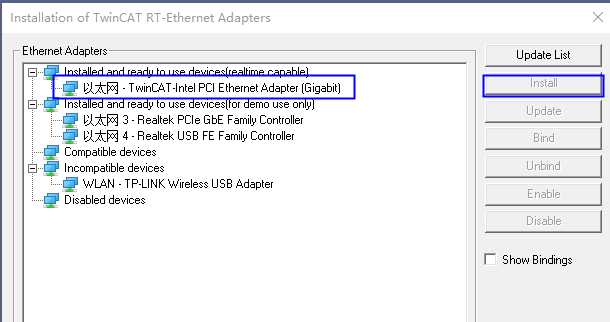 Installation of TwinCAT RT-Ethernet Adapters
Ethernet Adapters
Installed and ready to use devices(realtime capable)
以太网 - TwinCAT-Intel PCI Ethernet Adapter (Gigabit)
Installed and ready to use devices(for demo use only)
以太网 3 - Realtek PCIe GbE Family Controller
以太网 4 - Realtek USB FE Family Controller
Compatible devices
Incompatible devices
WLAN - TP-LINK Wireless USB Adapter
Disabled devices
Update List
Install
Update
Bind
Unbind
Enable
Disable
Show Bindings